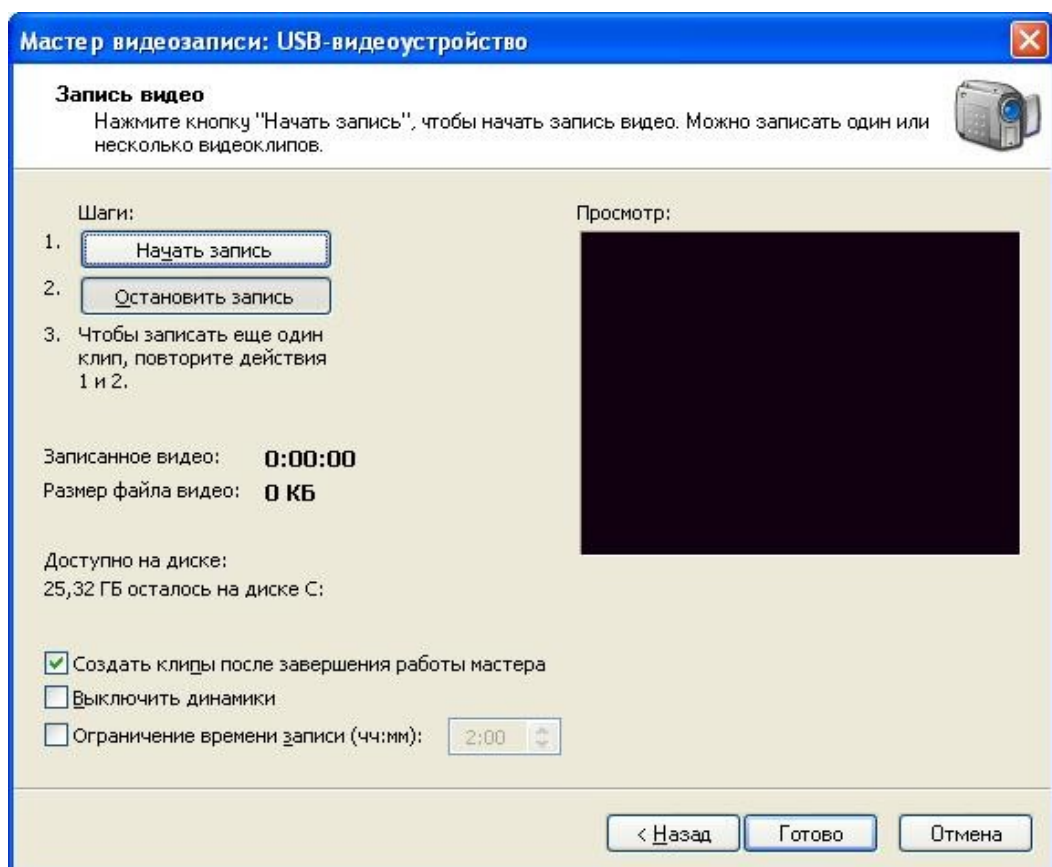 Мастер видеозаписи: USB-видеоустройство
Запись видео
Нажмите кнопку "Начать запись", чтобы начать запись видео. Можно записать один или
несколько видеоклипов.
Шаги:
Просмотр:
1. Начать запись
2. Остановить запись
3. Чтобы записать еще один
клип, повторите действия
1 и 2.
Записанное видео: 0:00:00
Размер файла видео: 0 КБ
Доступно на диске:
25,32 ГБ осталось на диске C:
Создать клипы после завершения работы мастера
Выключить динамики
Ограничение времени записи (чч:мм): 2:00
< Назад Готово Отмена